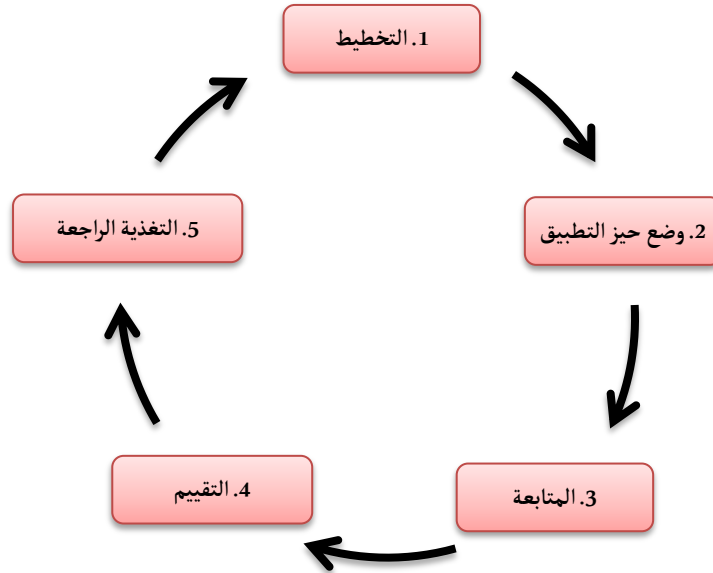 1. التخطيط
2. وضع حيز التطبيق
3. المتابعة
4. التقييم
5. التغذية الراجعة